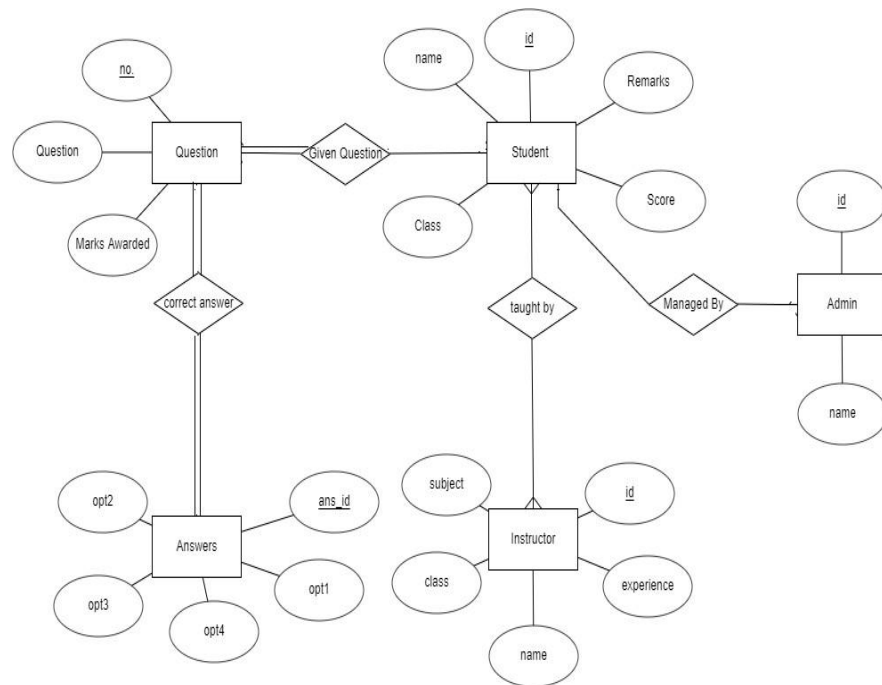 id
name
no.
Remarks
Question
Question
Given Question
Student
Marks Awarded
Class
Score
id
correct answer
taught by
Managed By
Admin
name
subject
id
opt2
ans_id
Answers
Instructor
class
experience
opt3
opt1
opt4
name